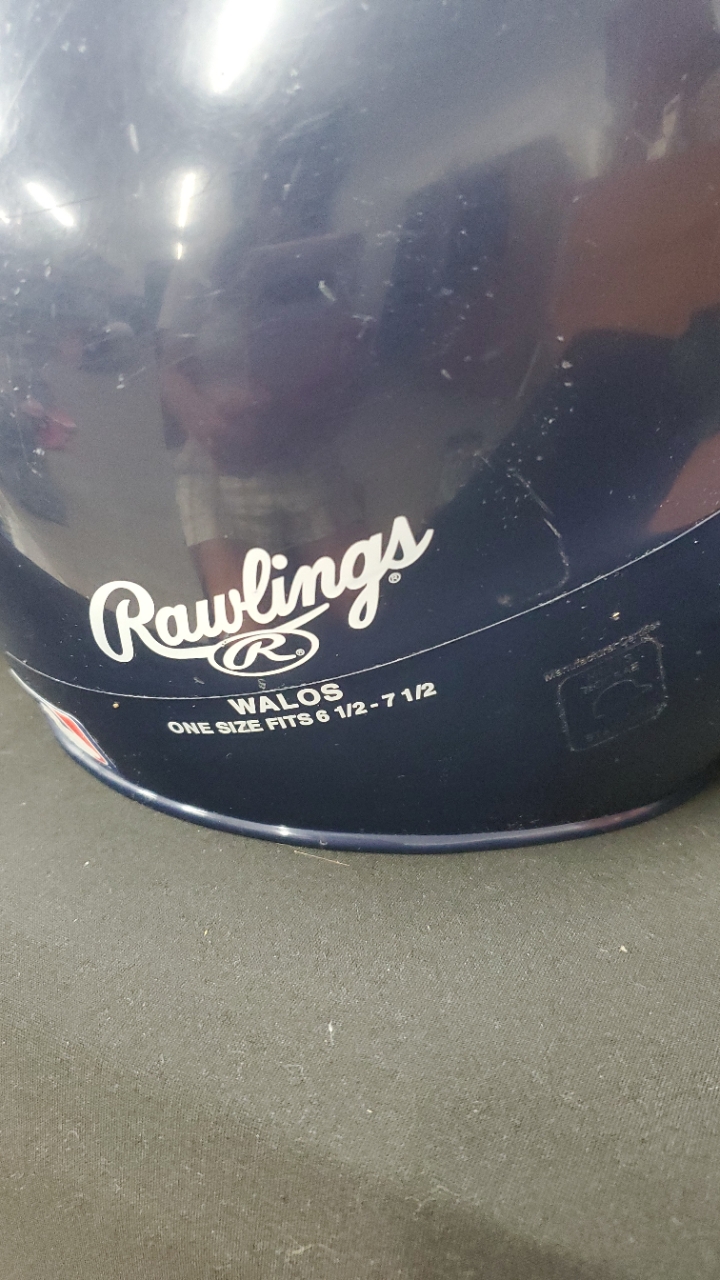 Rawlings®
R®
WALOS
ONE SIZE FITS 6 1/2 - 7 1/2